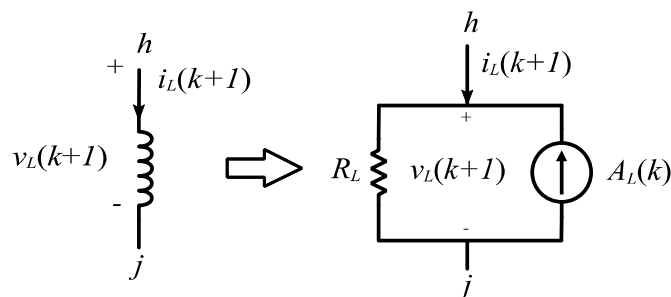 h
+
i_L(k+1)
v_L(k+1)
-
j
h
i_L(k+1)
+
R_L
v_L(k+1)
A_L(k)
-
j